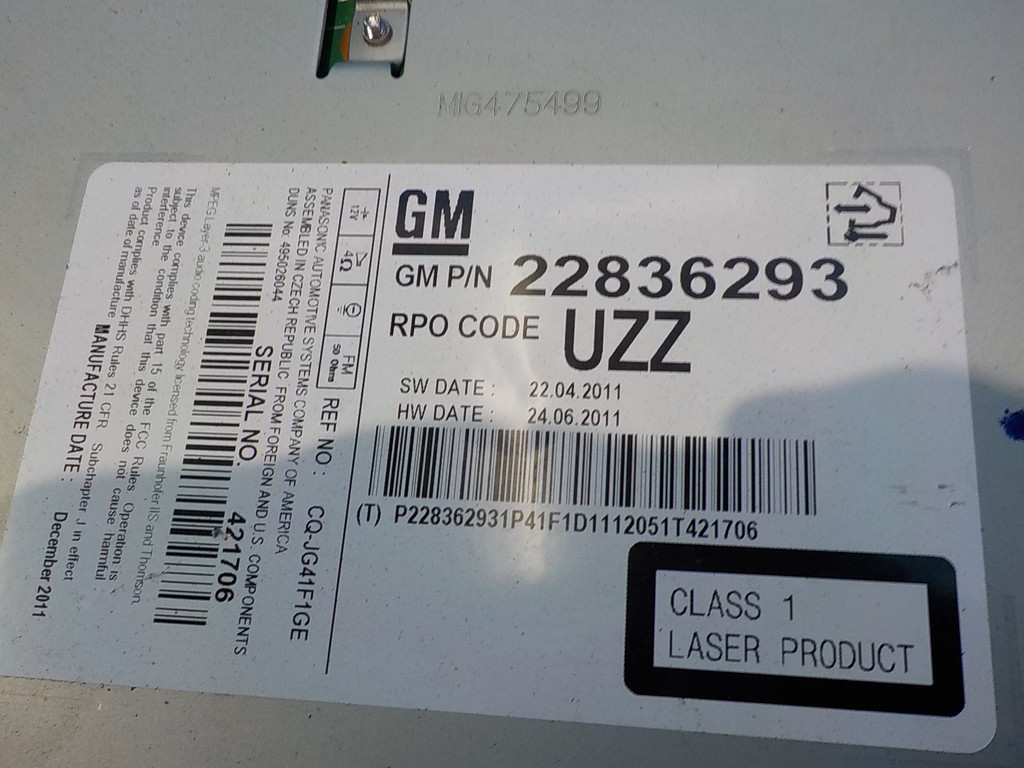 MIG475499
GM
GM P/N 22836293
RPO CODE UZZ
SW DATE : 22.04.2011
HW DATE : 24.06.2011
(T) P228362931P41F1D1112051T421706
CLASS 1
LASER PRODUCT
12V 4Ω FM 50 Ohms
REF NO : CQ-JG41F1GE
PANASONIC AUTOMOTIVE SYSTEMS COMPANY OF AMERICA
ASSEMBLED IN CZECH REPUBLIC FROM FOREIGN AND U.S. COMPONENTS
DUNS No: 495026044
SERIAL NO. 421706
MPEG Layer-3 audio coding technology licensed from Fraunhofer IIS and Thomson.
This device complies with part 15 of the FCC Rules. Operation is
subject to the condition that this device does not cause harmful
interference.
Product complies with DHHS Rules 21 CFR Subchapter J in effect
as of date of manufacture.
MANUFACTURE DATE : December 2011